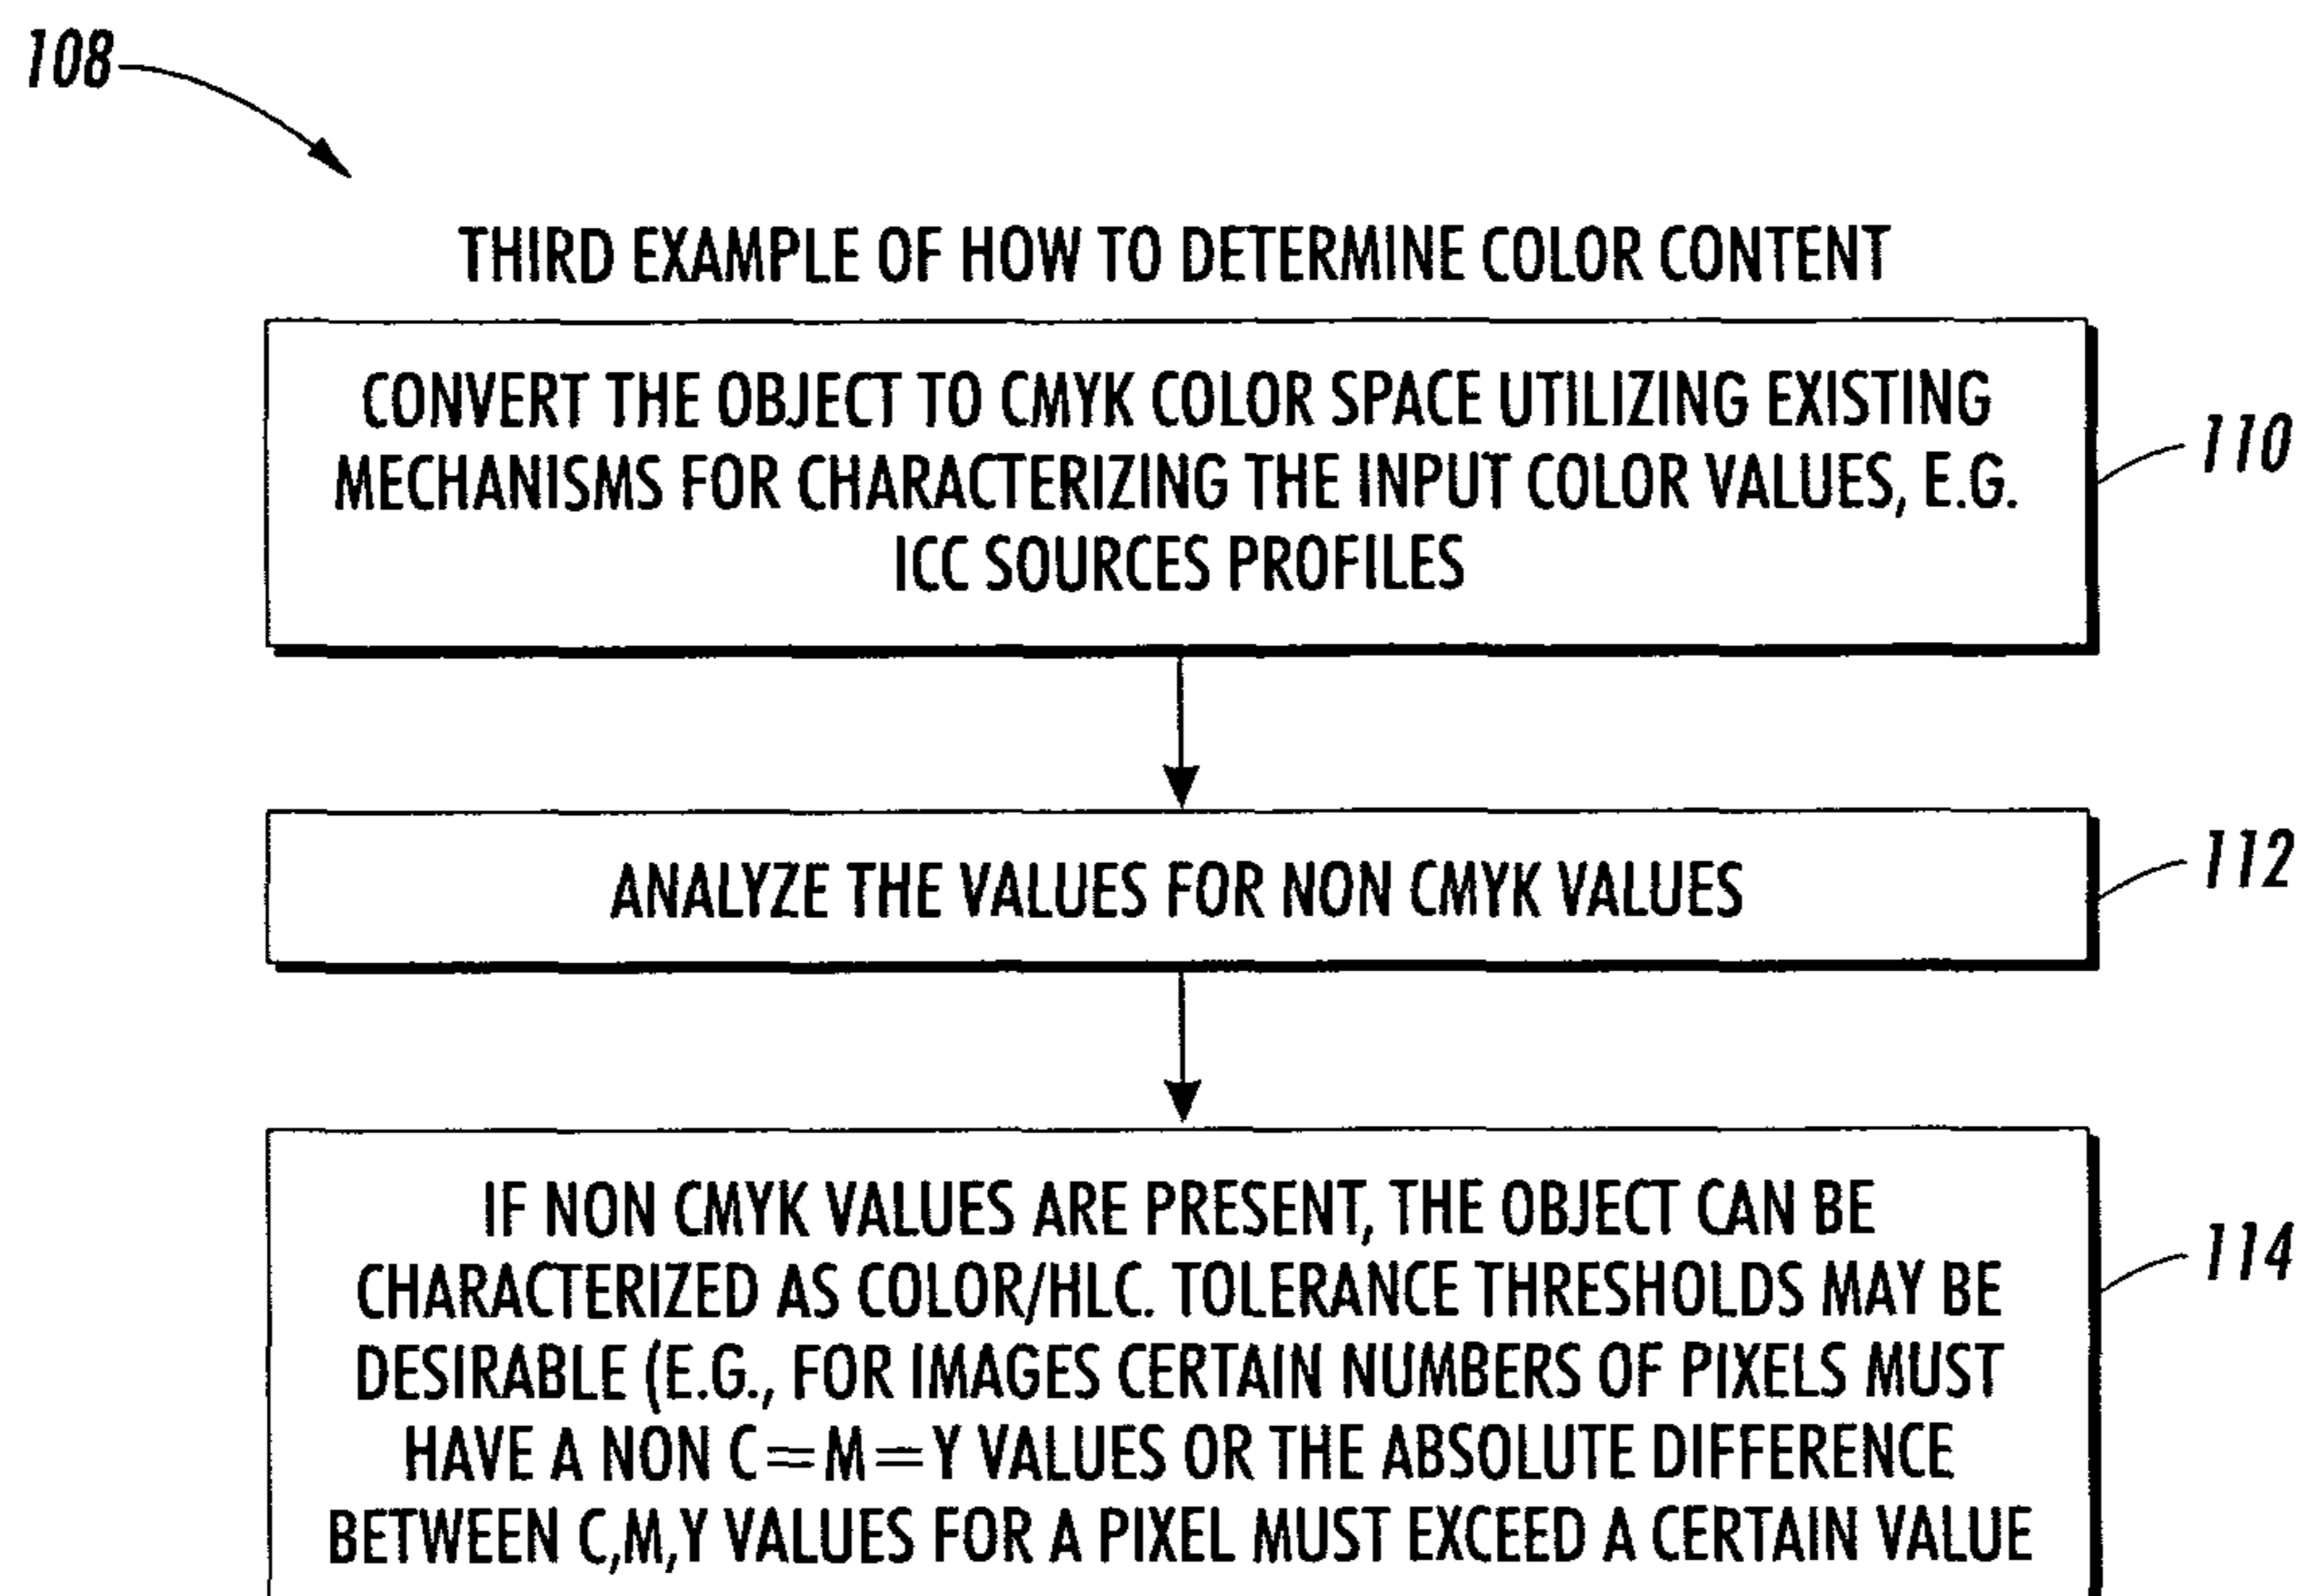 108
THIRD EXAMPLE OF HOW TO DETERMINE COLOR CONTENT
CONVERT THE OBJECT TO CMYK COLOR SPACE UTILIZING EXISTING
MECHANISMS FOR CHARACTERIZING THE INPUT COLOR VALUES, E.G.
ICC SOURCES PROFILES
110
ANALYZE THE VALUES FOR NON CMYK VALUES
112
IF NON CMYK VALUES ARE PRESENT, THE OBJECT CAN BE
CHARACTERIZED AS COLOR/HLC. TOLERANCE THRESHOLDS MAY BE
DESIRABLE (E.G., FOR IMAGES CERTAIN NUMBERS OF PIXELS MUST
HAVE A NON C=M=Y VALUES OR THE ABSOLUTE DIFFERENCE
BETWEEN C,M,Y VALUES FOR A PIXEL MUST EXCEED A CERTAIN VALUE
114